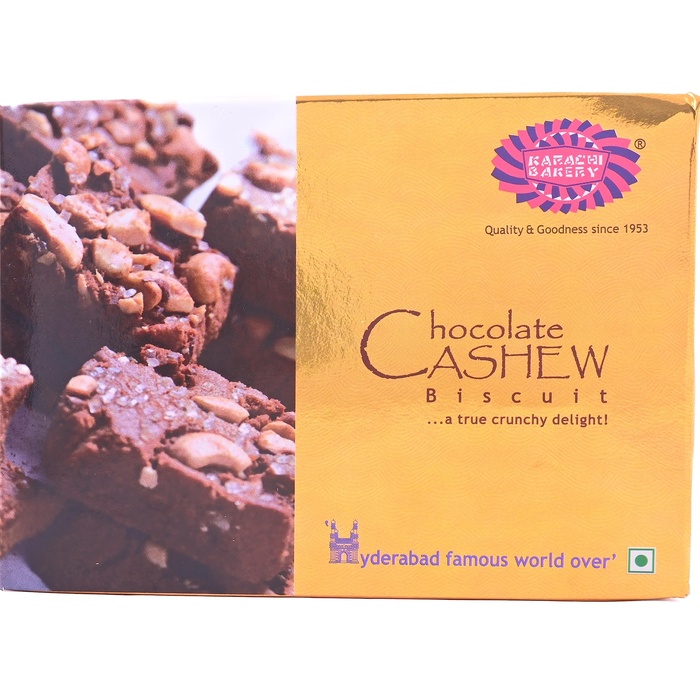 KARACHI
BAKERY
®
Quality & Goodness since 1953
Chocolate
CASHEW
Biscuit
...a true crunchy delight!
'Hyderabad famous world over'